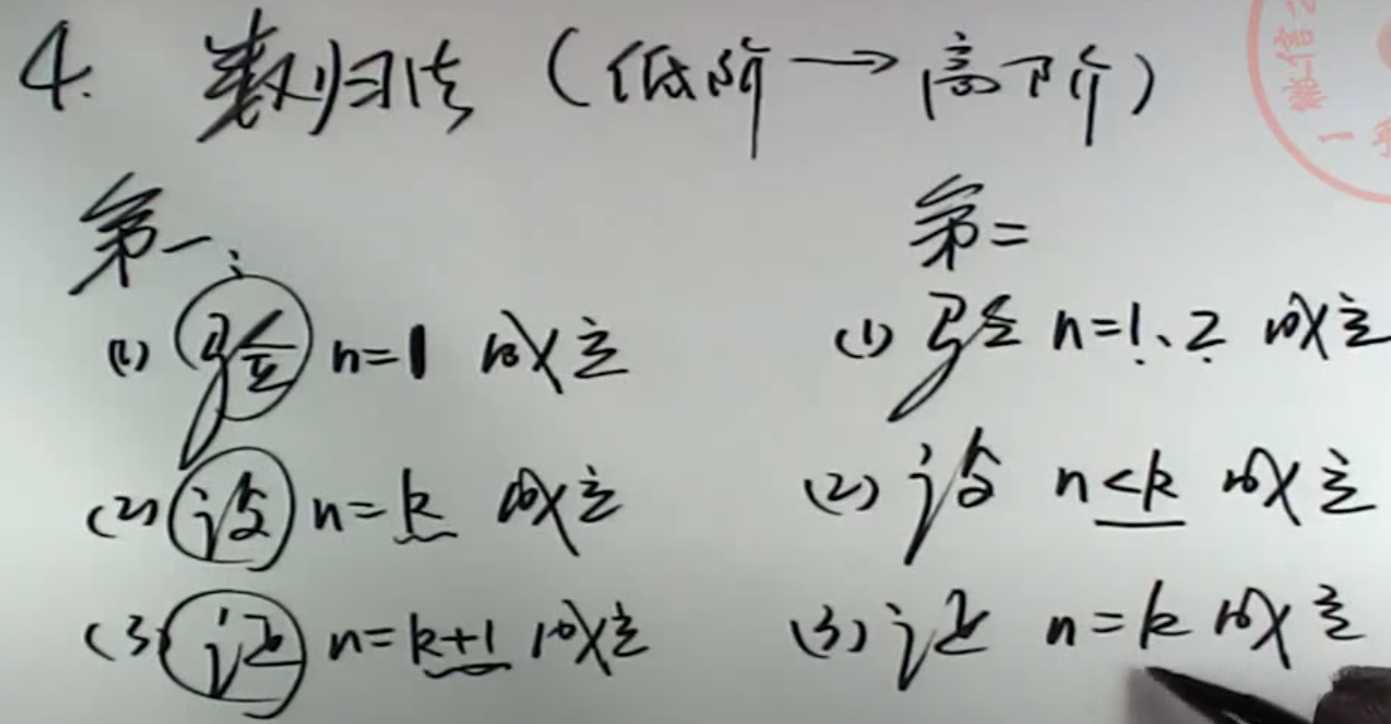 4. 数归法（低阶→高阶）
第一：
(1) 验 n=1 成立
(2) 设 n=k 成立
(3) 证 n=k+1 成立
第二
(1) 验 n=1、2 成立
(2) 设 n<k 成立
(3) 证 n=k 成立